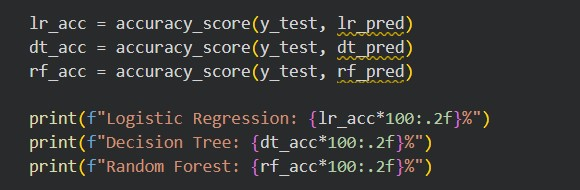 lr_acc = accuracy_score(y_test, lr_pred)
dt_acc = accuracy_score(y_test, dt_pred)
rf_acc = accuracy_score(y_test, rf_pred)
print(f"Logistic Regression: {lr_acc*100:.2f}%")
print(f"Decision Tree: {dt_acc*100:.2f}%")
print(f"Random Forest: {rf_acc*100:.2f}%")